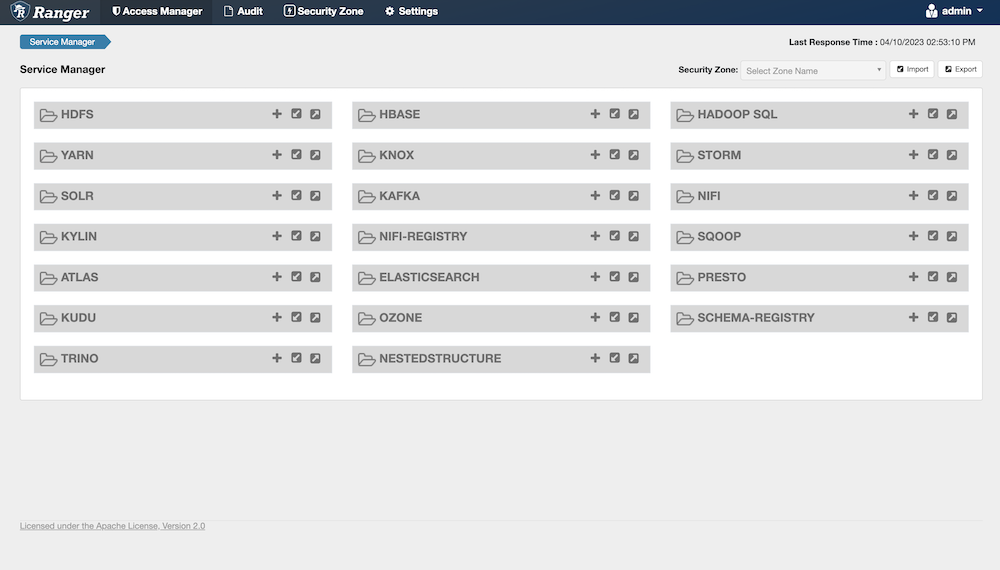 Ranger Access Manager Audit Security Zone Settings admin
Service Manager Last Response Time : 04/10/2023 02:53:10 PM
Service Manager Security Zone: Select Zone Name Import Export
HDFS HBASE HADOOP SQL
YARN KNOX STORM
SOLR KAFKA NIFI
KYLIN NIFI-REGISTRY SQOOP
ATLAS ELASTICSEARCH PRESTO
KUDU OZONE SCHEMA-REGISTRY
TRINO NESTEDSTRUCTURE
Licensed under the Apache License, Version 2.0